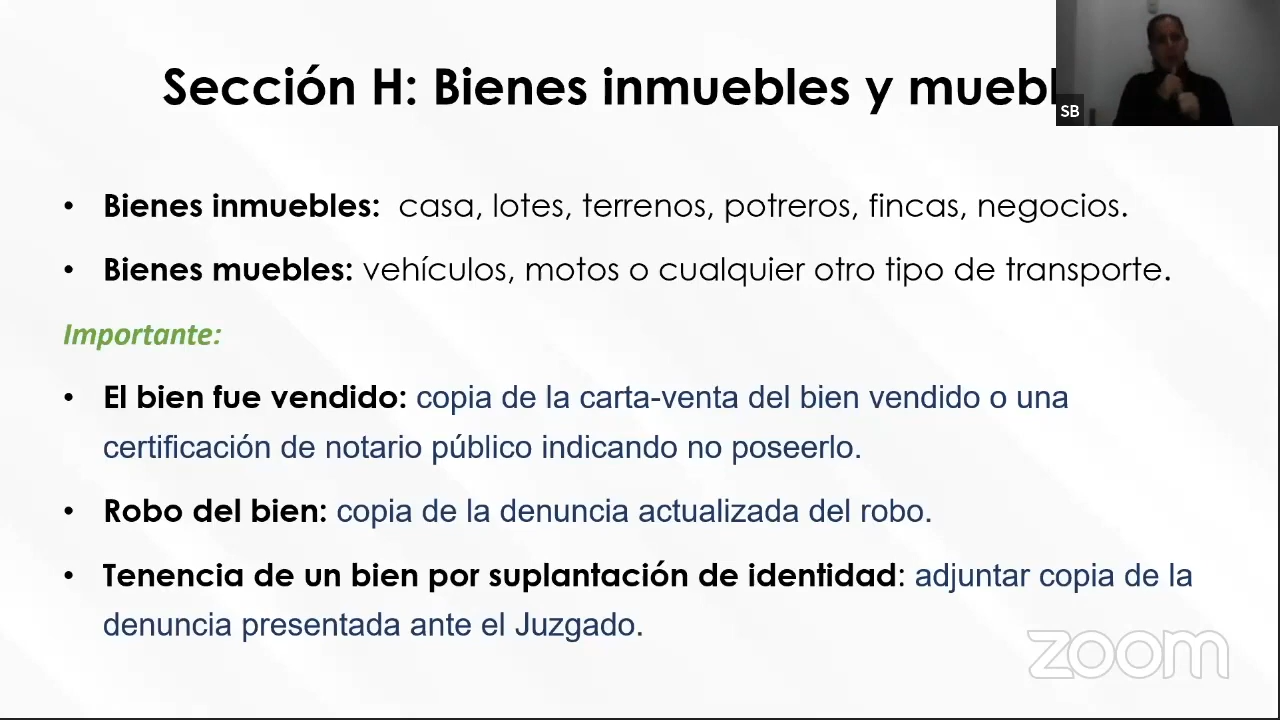 Sección H: Bienes inmuebles y muebl
SB
• Bienes inmuebles: casa, lotes, terrenos, potreros, fincas, negocios.
• Bienes muebles: vehículos, motos o cualquier otro tipo de transporte.
Importante:
• El bien fue vendido: copia de la carta-venta del bien vendido o una
certificación de notario público indicando no poseerlo.
• Robo del bien: copia de la denuncia actualizada del robo.
• Tenencia de un bien por suplantación de identidad: adjuntar copia de la
denuncia presentada ante el Juzgado.
zoom